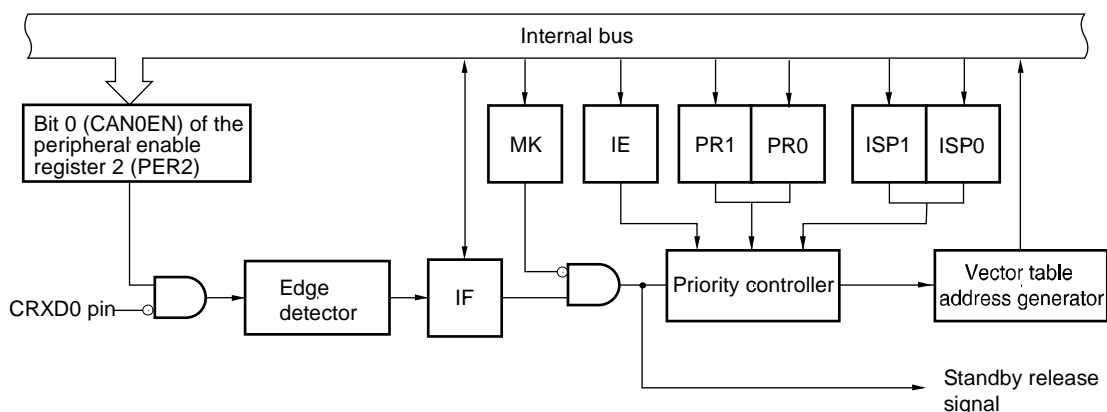 Internal bus
Bit 0 (CAN0EN) of the
peripheral enable
register 2 (PER2)
MK
IE
PR1
PR0
ISP1
ISP0
CRXD0 pin
Edge
detector
IF
Priority controller
Vector table
address generator
Standby release
signal